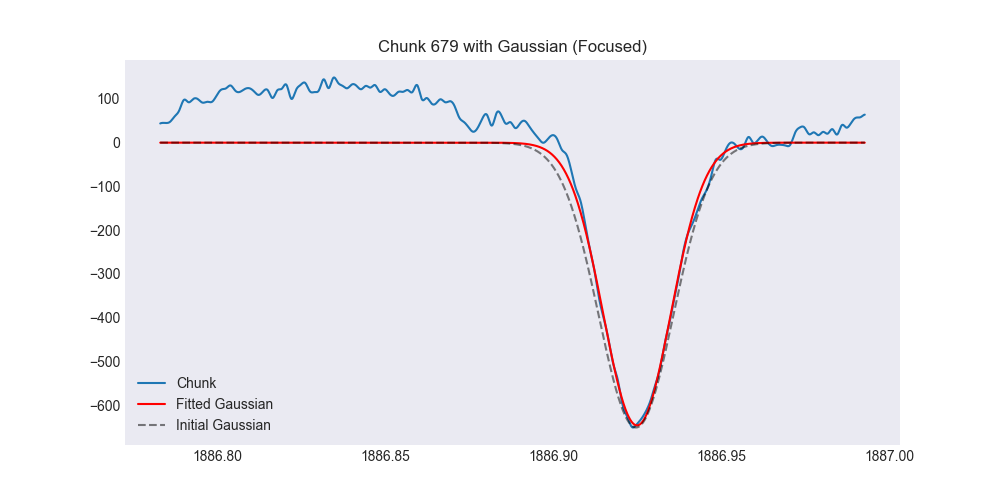 Chunk 679 with Gaussian (Focused)
100
0
−100
−200
−300
−400
−500
−600
Chunk
Fitted Gaussian
Initial Gaussian
1886.80 1886.85 1886.90 1886.95 1887.00